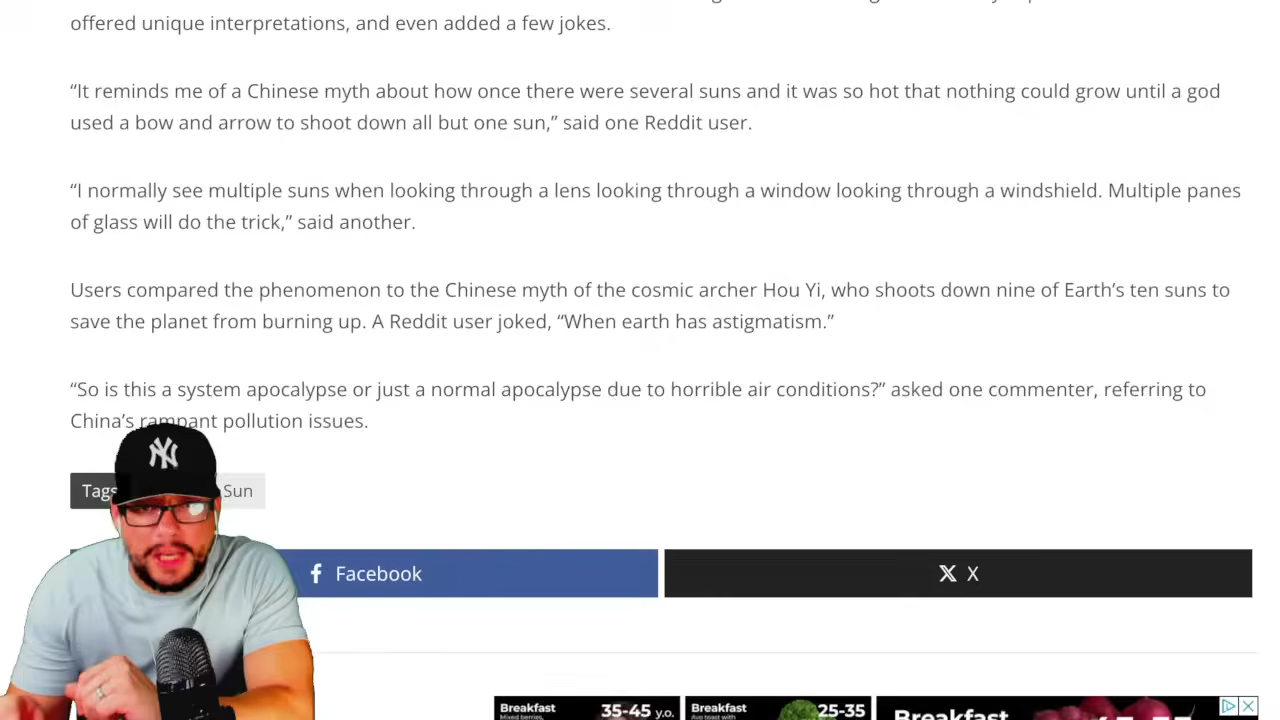 offered unique interpretations, and even added a few jokes.
“It reminds me of a Chinese myth about how once there were several suns and it was so hot that nothing could grow until a god
used a bow and arrow to shoot down all but one sun,” said one Reddit user.
“I normally see multiple suns when looking through a lens looking through a window looking through a windshield. Multiple panes
of glass will do the trick,” said another.
Users compared the phenomenon to the Chinese myth of the cosmic archer Hou Yi, who shoots down nine of Earth’s ten suns to
save the planet from burning up. A Reddit user joked, “When earth has astigmatism.”
“So is this a system apocalypse or just a normal apocalypse due to horrible air conditions?” asked one commenter, referring to
China’s rampant pollution issues.
NY
Tags Sun
Facebook
X
Breakfast 35-45 y.o.
Mixed berries,
Breakfast 25-35
Avo toast with
Breakfast